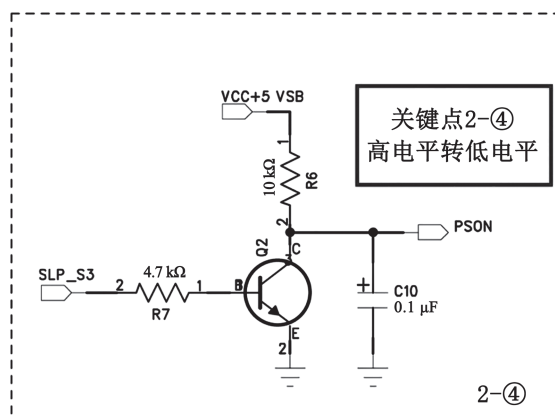 VCC+5 VSB
关键点2-④
高电平转低电平
1
10 kΩ
R6
2
PSON
Q2
C
3
SLP_S3
2
4.7 kΩ
1
B
R7
+
C10
0.1 μF
E
2
2-④